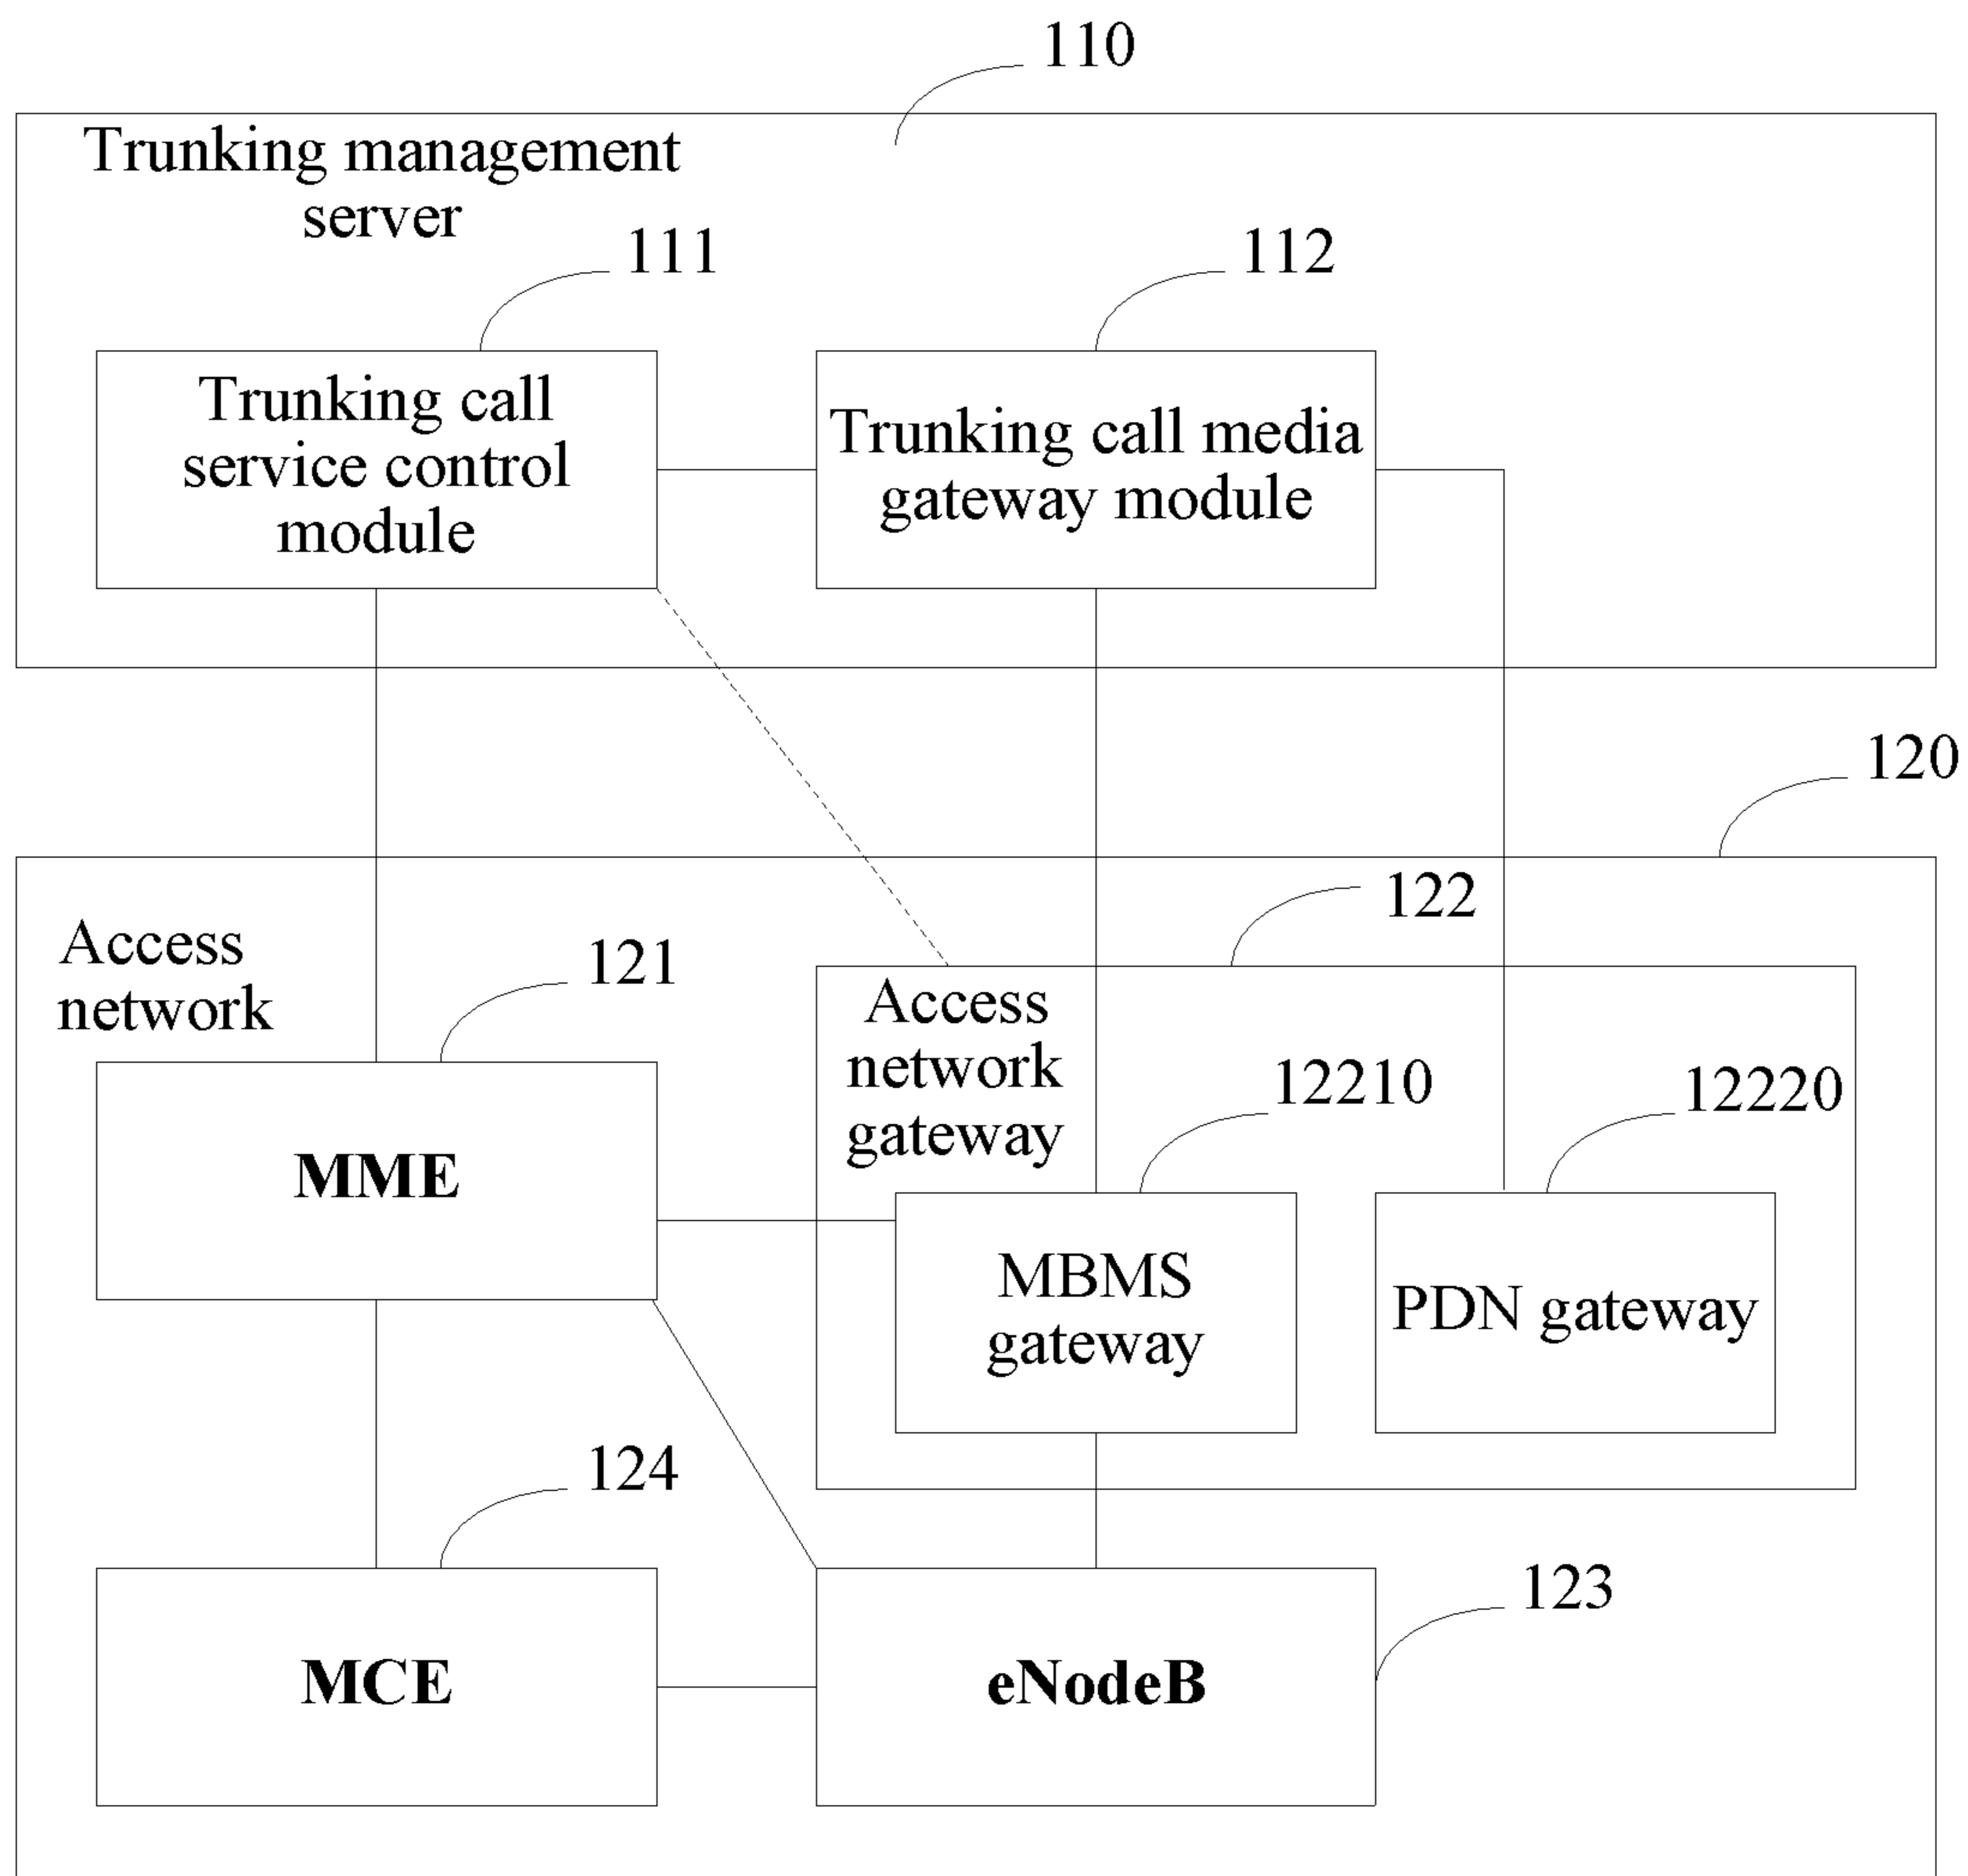 110
Trunking management
server
111
112
Trunking call
service control
module
Trunking call media
gateway module
120
122
Access
network
121
Access
network
gateway
12210
12220
MME
MBMS
gateway
PDN gateway
124
123
MCE
eNodeB